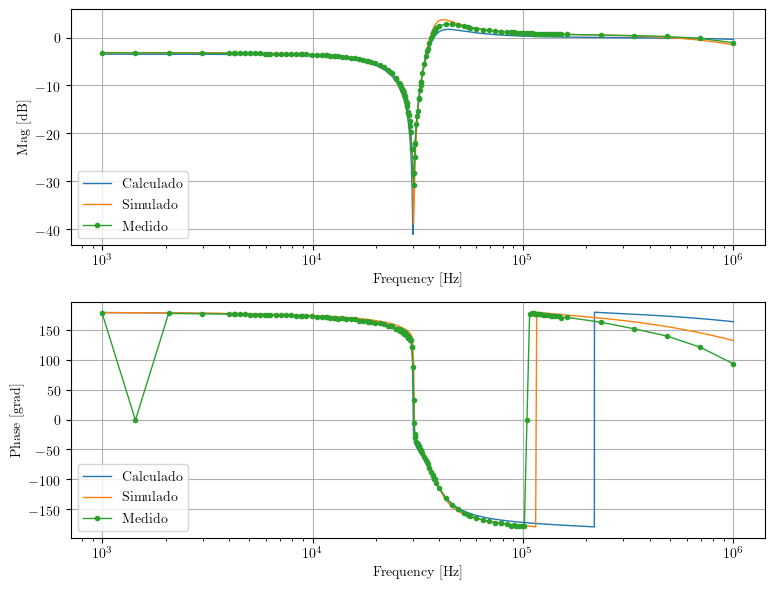 0
−10
−20
−30
−40
Mag [dB]
Calculado
Simulado
Medido
10³
10⁴
10⁵
10⁶
Frequency [Hz]
150
100
50
0
−50
−100
−150
Phase [grad]
Calculado
Simulado
Medido
10³
10⁴
10⁵
10⁶
Frequency [Hz]